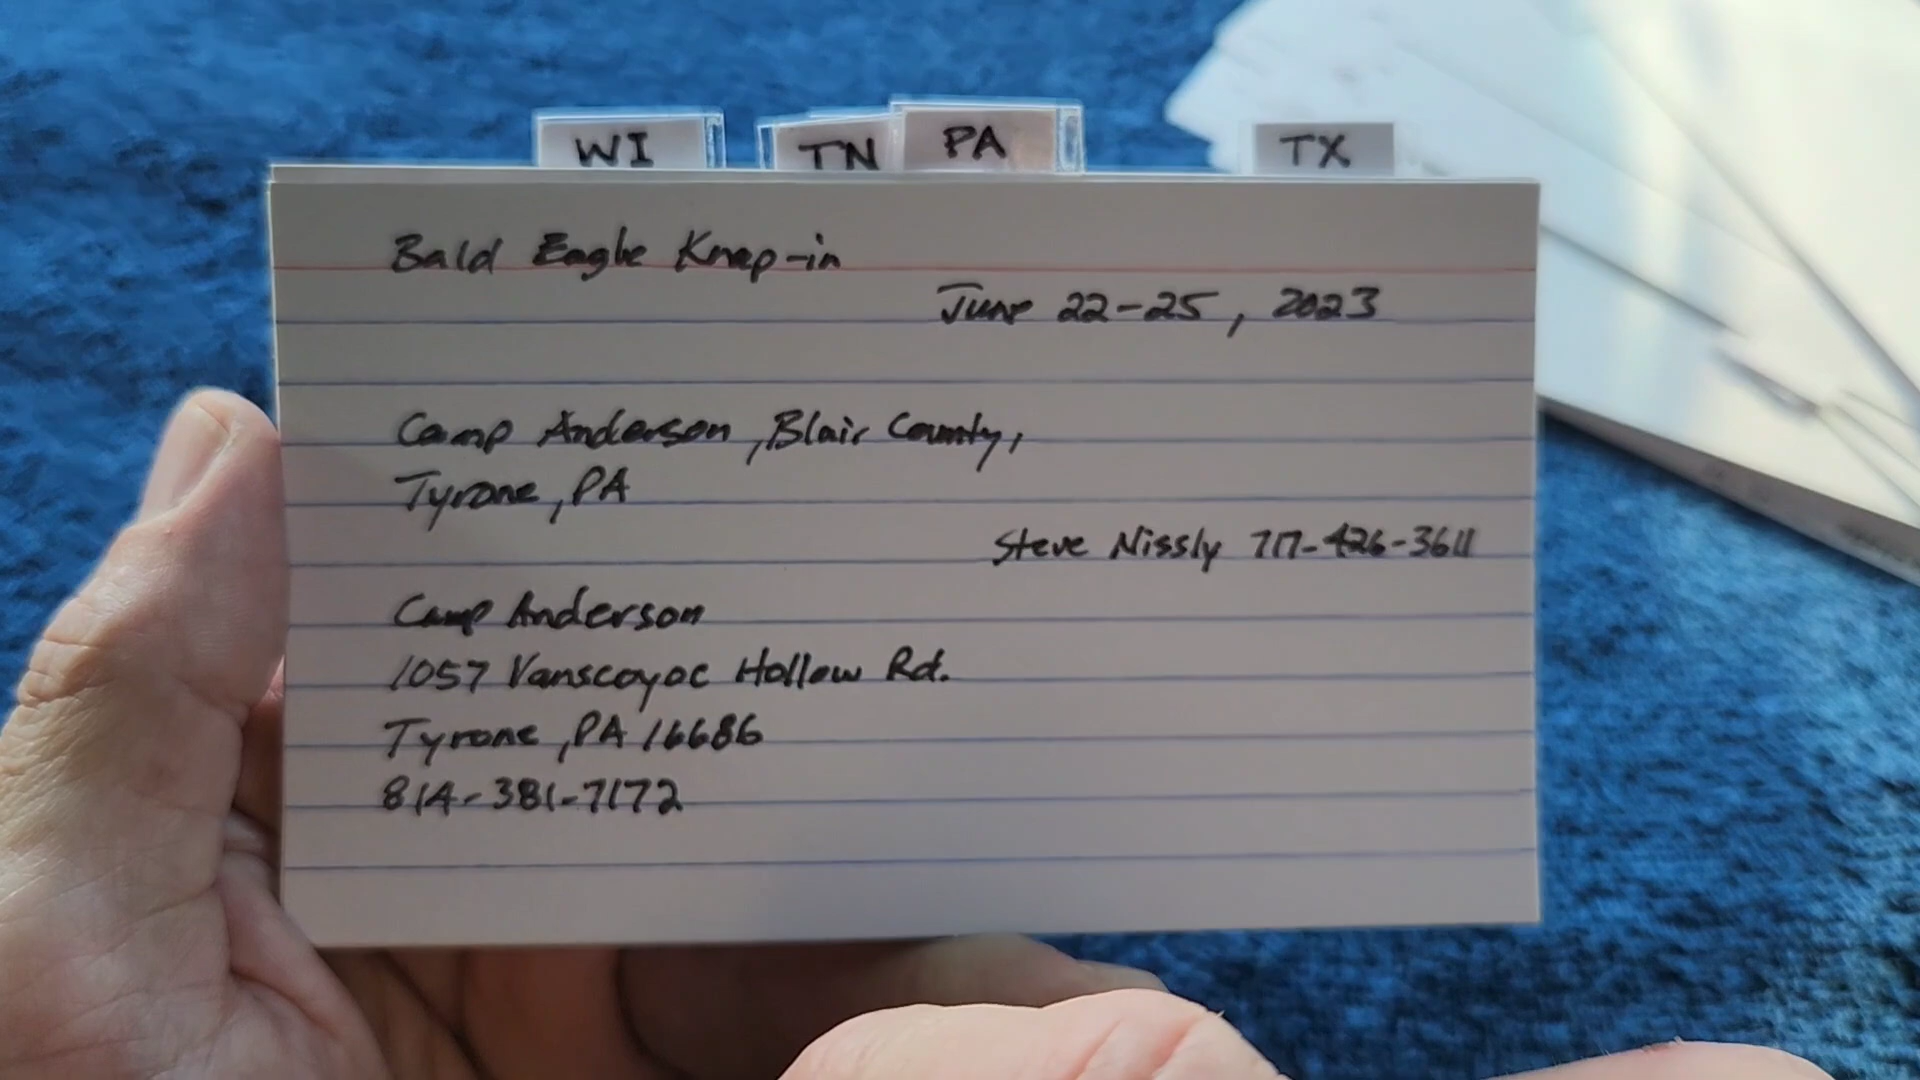 WI TN PA TX
Bald Eagle Knap-in
June 22-25, 2023
Camp Anderson, Blair County,
Tyrone, PA
Steve Nissly 717-426-3611
Camp Anderson
1057 Vanscoyoc Hollow Rd.
Tyrone, PA 16686
814-381-7172